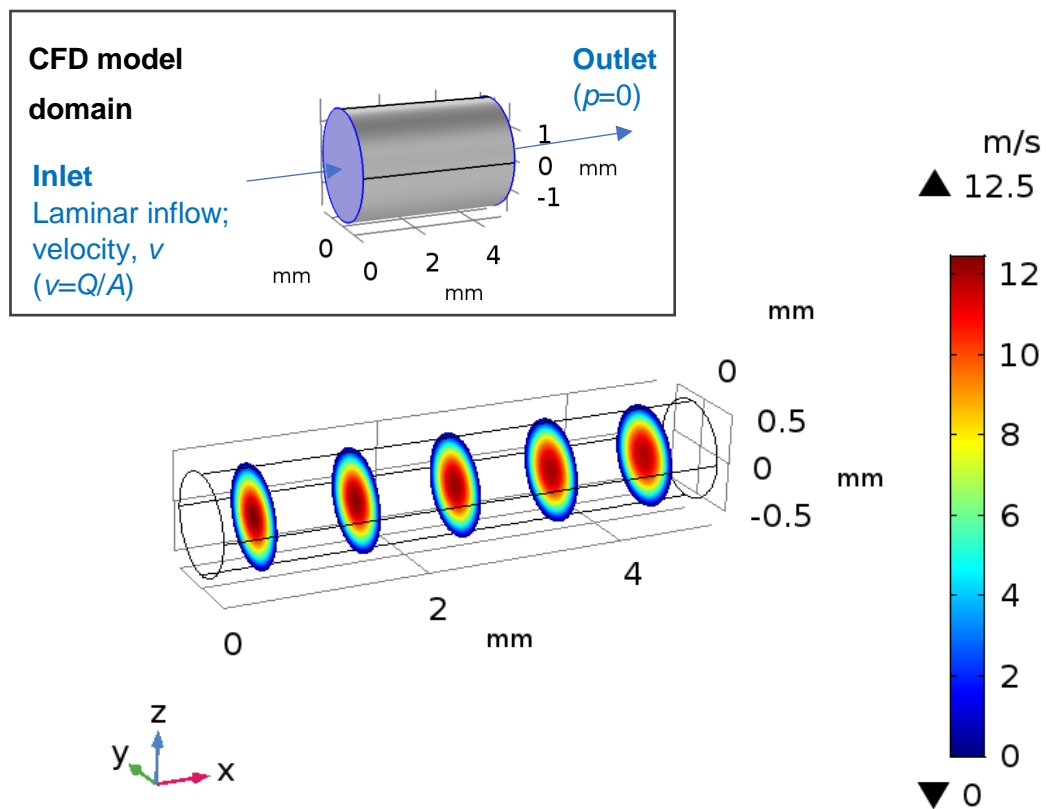 CFD model
domain
Outlet
(p=0)
Inlet
Laminar inflow;
velocity, v
(v=Q/A)
1
0 mm
-1
0
mm
0
2
4
mm
m/s
▲ 12.5
12
10
8
6
4
2
0
▼ 0
mm
0
0.5
0
mm
-0.5
4
2
mm
0
z
y
x